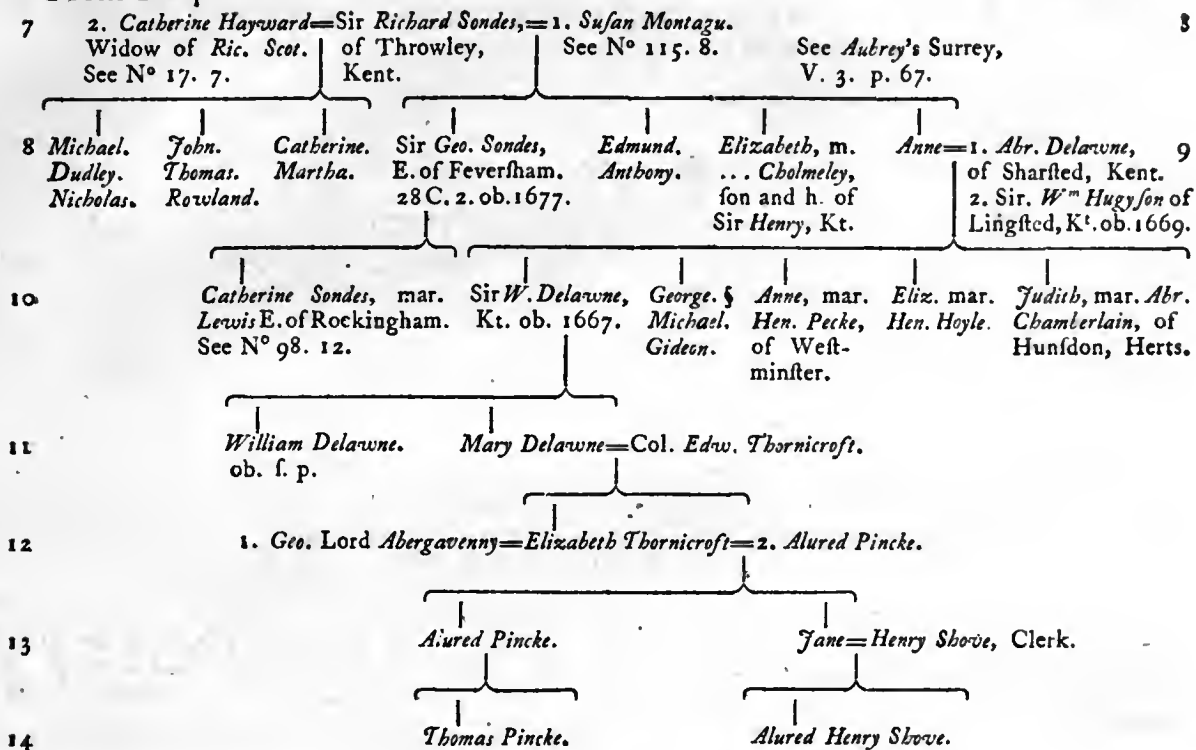 7 2. Catherine Hayward=Sir Richard Sondes,=1. Suſan Montagu. 8
Widow of Ric. Scot. of Throwley, See N° 115. 8. See Aubrey's Surrey,
See N° 17. 7. Kent. V. 3. p. 67.
8 Michael. John. Catherine. Sir Geo. Sondes, Edmund. Elizabeth, m. Anne=1. Abr. Delawne, 9
Dudley. Thomas. Martha. E. of Feverſham. Anthony. ... Cholmeley, of Sharſted, Kent.
Nicholas. Rowland. 28 C. 2. ob. 1677. ſon and h. of 2. Sir. Wm Hugyſon of
Sir Henry, Kt. Lingſted, Kt. ob. 1669.
10 Catherine Sondes, mar. Sir W. Delawne, George. § Anne, mar. Eliz. mar. Judith, mar. Abr.
Lewis E. of Rockingham. Kt. ob. 1667. Michael. Hen. Pecke, Hen. Hoyle. Chamberlain, of
See N° 98. 12. Gideon. of Weſt- Hunſdon, Herts.
minſter.
11 William Delawne. Mary Delawne=Col. Edw. Thornicroft.
ob. ſ. p.
12 1. Geo. Lord Abergavenny=Elizabeth Thornicroft=2. Alured Pincke.
13 Alured Pincke. Jane=Henry Shove, Clerk.
14 Thomas Pincke. Alured Henry Shove.